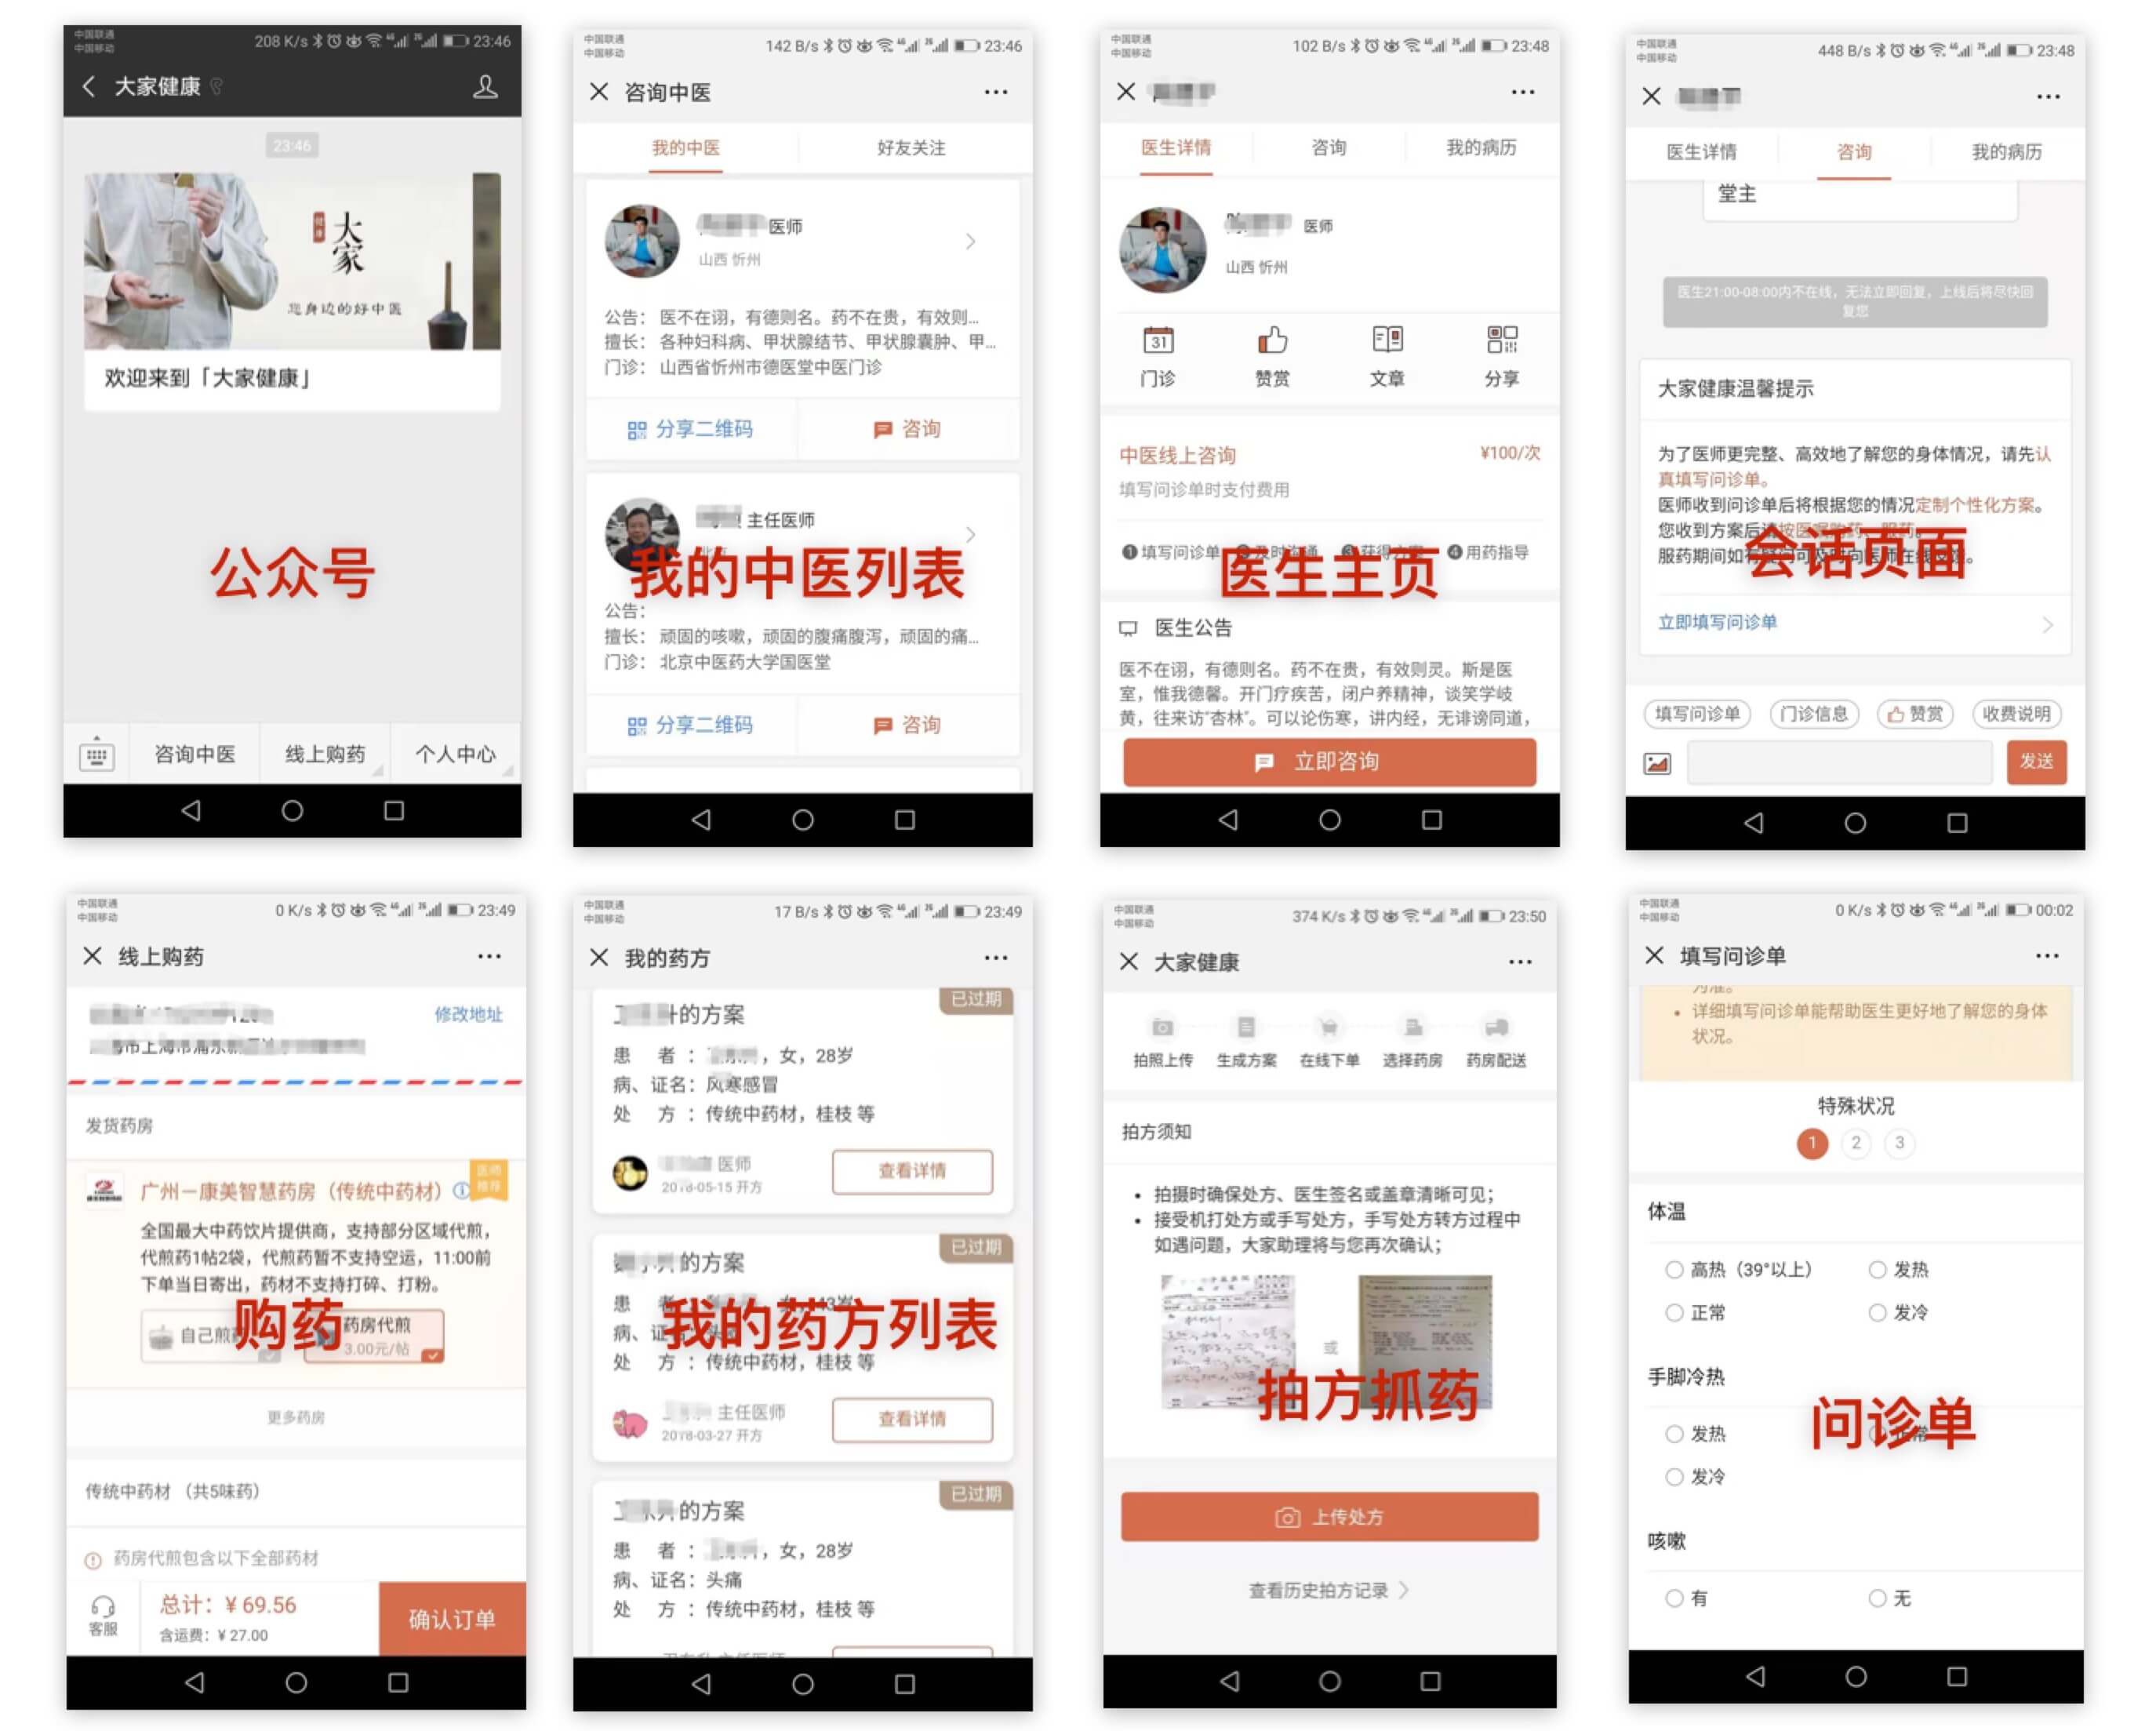 中国联通
中国移动
208 K/s 23:46
大家健康
23:46
健康
大家
您身边的好中医
欢迎来到「大家健康」
公众号
咨询中医 线上购药 个人中心
中国联通
中国移动
142 B/s 23:46
咨询中医
我的中医 好友关注
医师
山西 忻州
公告： 医不在诩，有德则名。药不在贵，有效则...
擅长： 各种妇科病、甲状腺结节、甲状腺囊肿、甲...
门诊： 山西省忻州市德医堂中医门诊
分享二维码 咨询
主任医师
我的中医列表
公告：
擅长： 顽固的咳嗽，顽固的腹痛腹泻，顽固的痛...
门诊： 北京中医药大学国医堂
分享二维码 咨询
中国联通
中国移动
102 B/s 23:48
医生详情 咨询 我的病历
医师
山西 忻州
31
门诊 赞赏 文章 分享
中医线上咨询 ¥100/次
填写问诊单时支付费用
1 填写问诊单 2 及时沟通 3 获得方案 4 用药指导
医生主页
医生公告
医不在诩，有德则名。药不在贵，有效则灵。斯是医
室，惟我德馨。开门疗疾苦，闭户养精神，谈笑学岐
黄，往来访"杏林"。可以论伤寒，讲内经，无诽谤同道，
立即咨询
中国联通
中国移动
448 B/s 23:48
医生详情 咨询 我的病历
堂主
医生21:00-08:00内不在线，无法立即回复，上线后将尽快回
复您
大家健康温馨提示
为了医师更完整、高效地了解您的身体情况，请先认
真填写问诊单。
医师收到问诊单后将根据您的情况定制个性化方案。
您收到方案后请按医嘱购药、服药。
服药期间如有疑问可及时向医师在线
会话页面
立即填写问诊单
填写问诊单 门诊信息 赞赏 收费说明
发送
中国联通
中国移动
0 K/s 23:49
线上购药
修改地址
发货药房
医师
推荐
广州－康美智慧药房（传统中药材）
全国最大中药饮片提供商，支持部分区域代煎，
代煎药1帖2袋，代煎药暂不支持空运，11:00前
下单当日寄出，药材不支持打碎、打粉。
自己煎 药房代煎
3.00元/帖
购药
更多药房
传统中药材 （共5味药）
药房代煎包含以下全部药材
客服
总计：¥ 69.56
含运费：¥ 27.00
确认订单
中国联通
中国移动
17 B/s 23:49
我的药方
已过期
的方案
患 者： ，女，28岁
病、证名：风寒感冒
处 方：传统中药材，桂枝 等
医师
2018-05-15 开方
查看详情
已过期
的方案
患
我的药方列表
处 方：传统中药材，桂枝 等
主任医师
2018-03-27 开方
查看详情
已过期
的方案
患 者： ，女，28岁
病、证名：头痛
处 方：传统中药材，桂枝 等
中国联通
中国移动
374 K/s 23:50
大家健康
拍照上传 生成方案 在线下单 选择药房 药房配送
拍方须知
• 拍摄时确保处方、医生签名或盖章清晰可见；
• 接受机打处方或手写处方，手写处方转方过程中
如遇问题，大家助理将与您再次确认；
或
拍方抓药
上传处方
查看历史拍方记录
中国联通
中国移动
0 K/s 00:02
填写问诊单
为准。
• 详细填写问诊单能帮助医生更好地了解您的身体
状况。
特殊状况
1 2 3
体温
高热（39°以上） 发热
正常 发冷
手脚冷热
发热 正常
问诊单
发冷
咳嗽
有 无